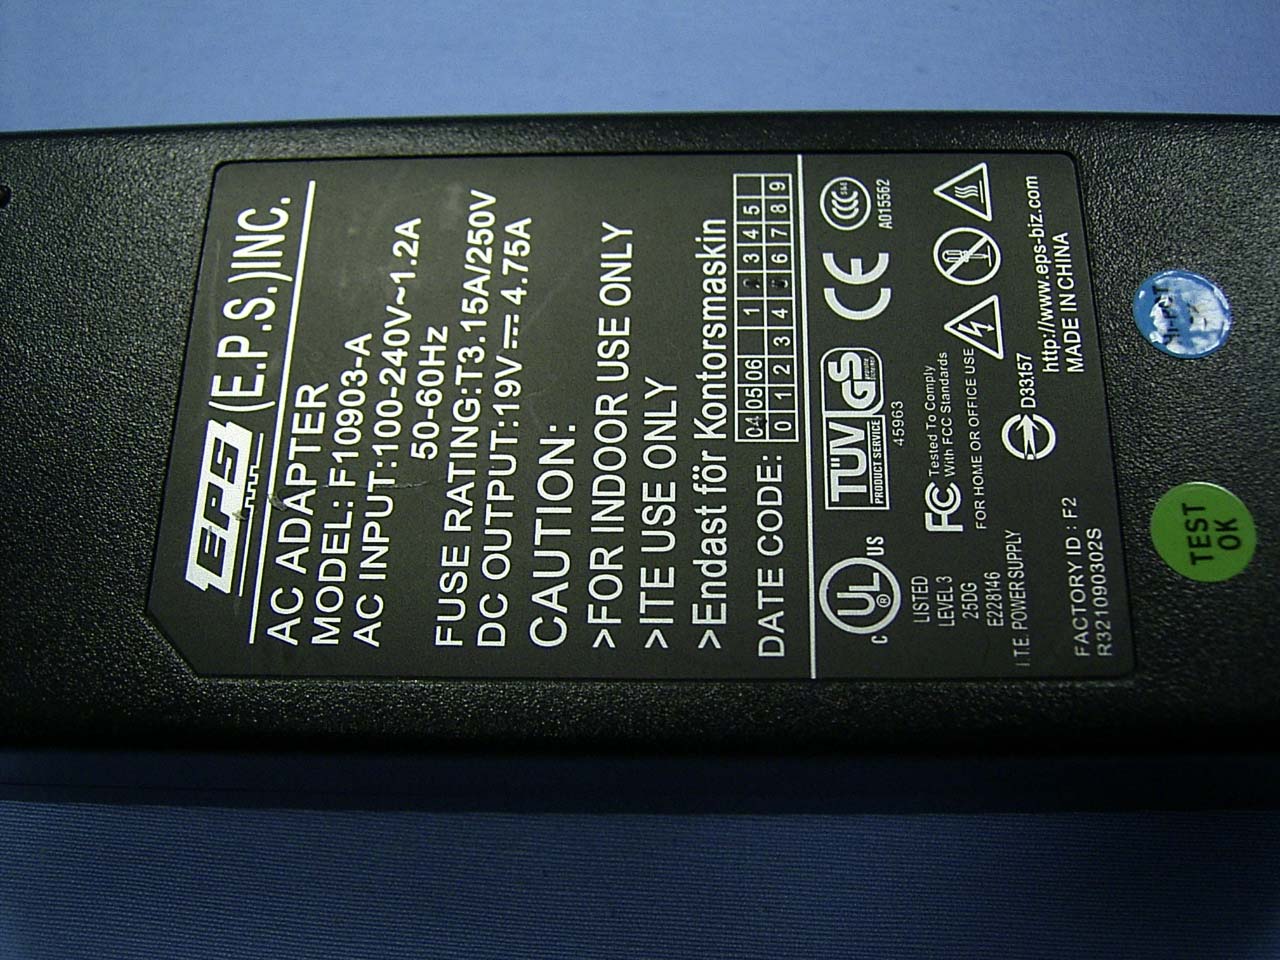 EPS (E.P.S.)INC.
AC ADAPTER
MODEL: F10903-A
AC INPUT:100-240V~1.2A
50-60Hz
FUSE RATING:T3.15A/250V
DC OUTPUT:19V⎓4.75A
CAUTION:
>FOR INDOOR USE ONLY
>ITE USE ONLY
>Endast för Kontorsmaskin
DATE CODE:
04 05 06 1 2 3 4 5
0 1 2 3 4 5 6 7 8 9
C UL ® US
LISTED
LEVEL 3
25DG
E228146
I.T.E. POWER SUPPLY
TÜV GS
PRODUCT SERVICE
45963
CE
CCC S&E
A015562
FC Tested To Comply
With FCC Standards
FOR HOME OR OFFICE USE
D33157
FACTORY ID : F2
R321090302S
http://www.eps-biz.com
MADE IN CHINA
HI-POT
TEST
OK